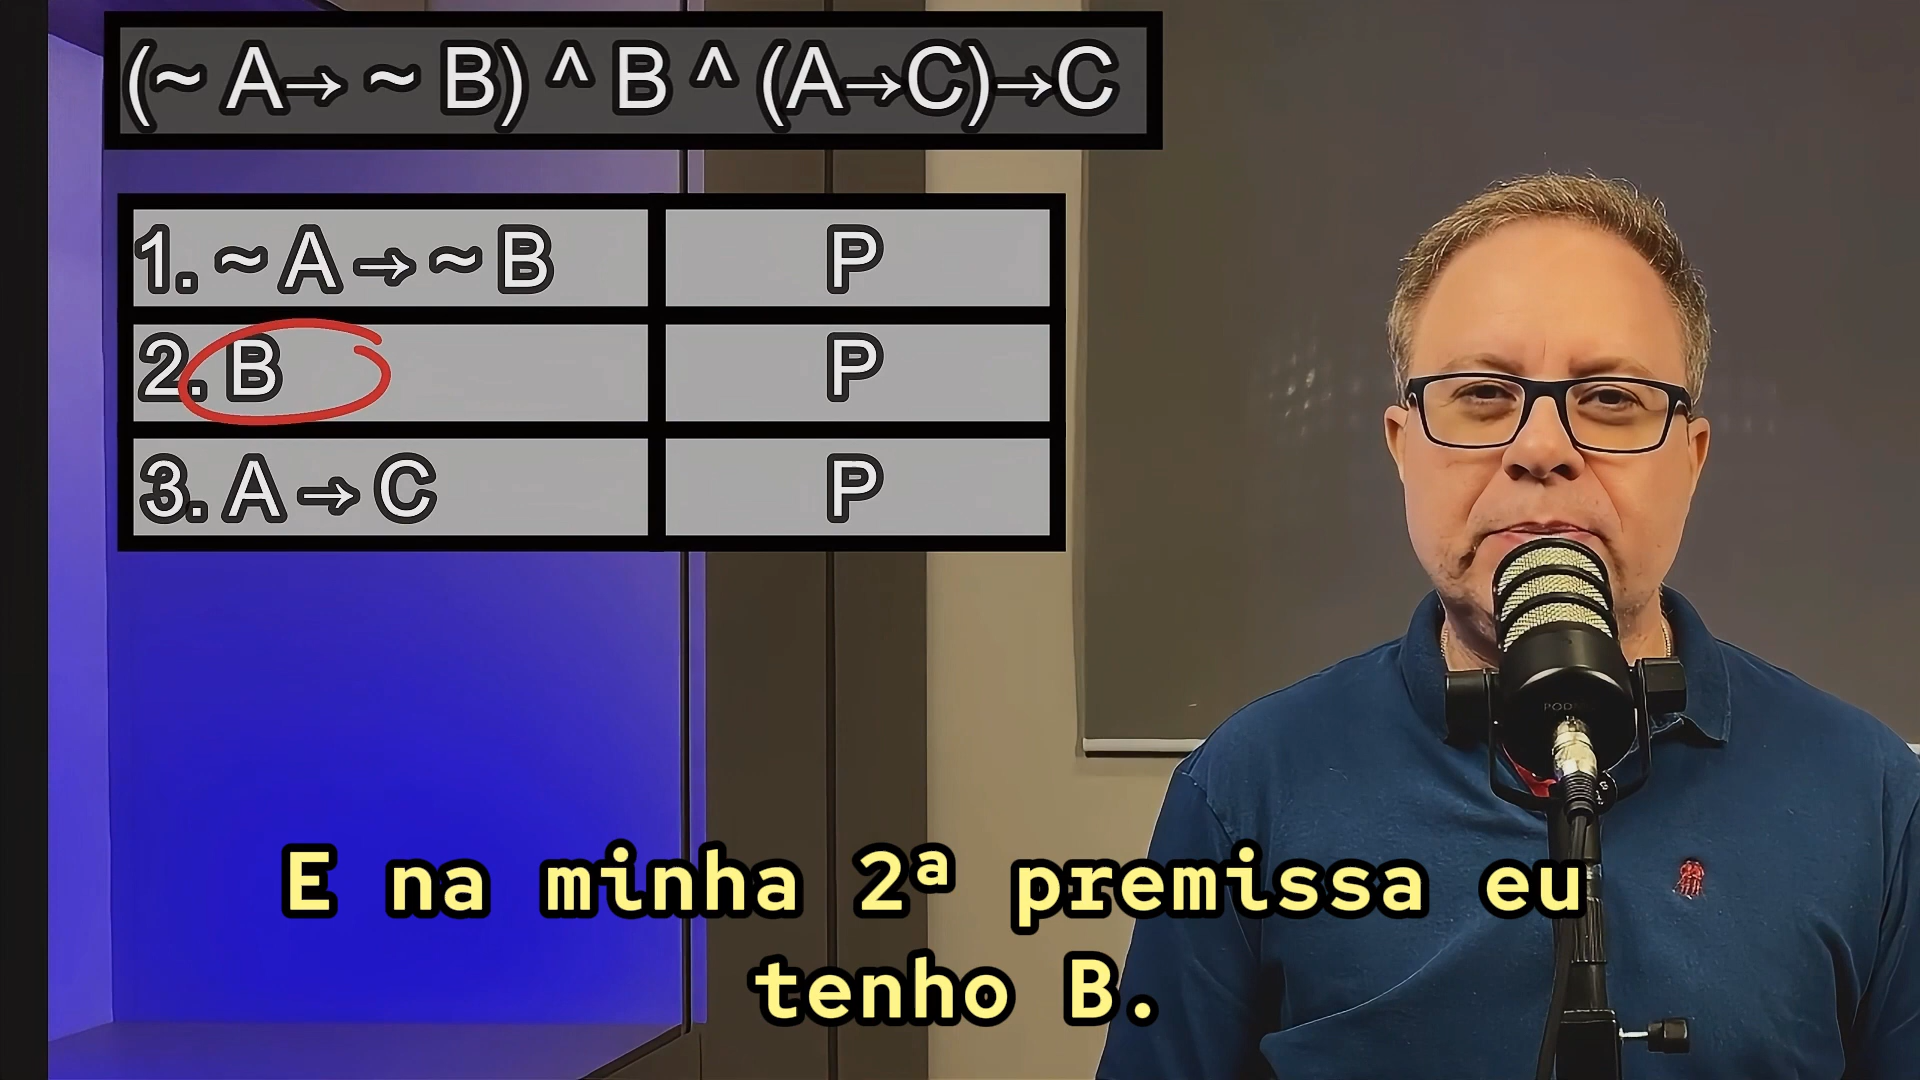 (~ A→ ~ B) ^ B ^ (A→C)→C
1. ~ A → ~ B P
2. B P
3. A → C P
E na minha 2ª premissa eu
tenho B.